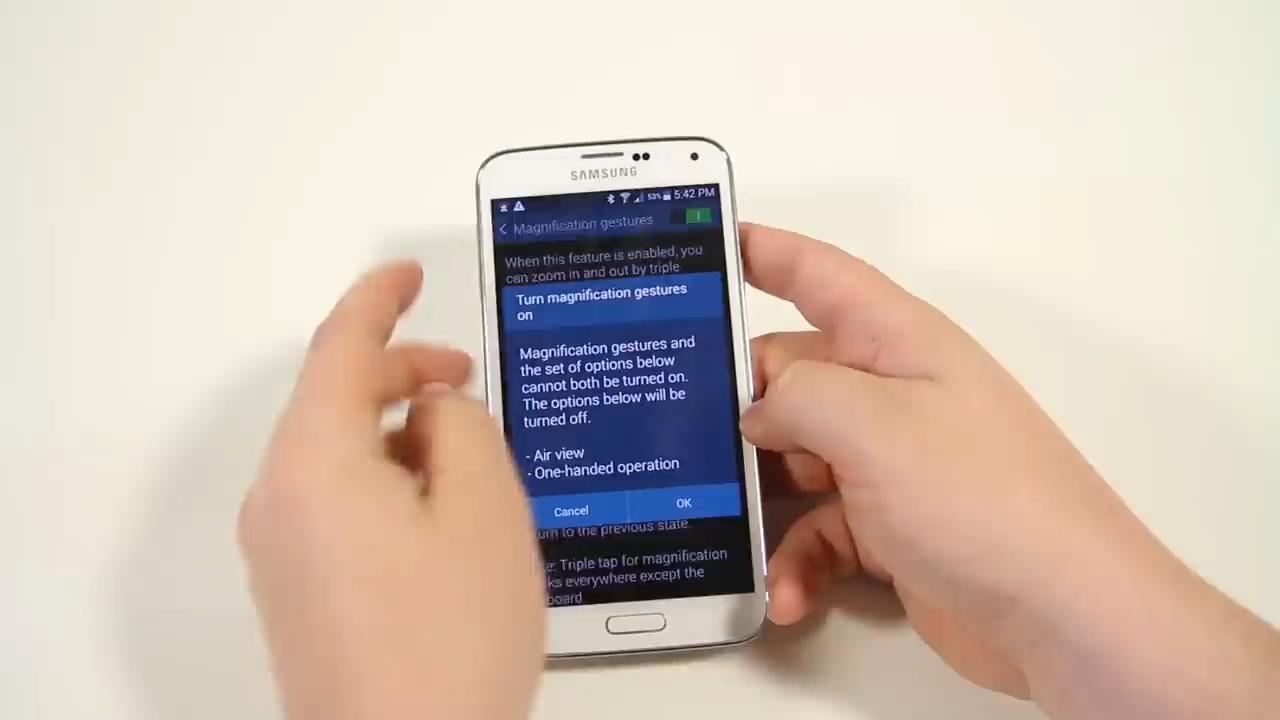 SAMSUNG
53% 5:42 PM
Magnification gestures
When this feature is enabled, you
can zoom in and out by triple
Turn magnification gestures
on
Magnification gestures and
the set of options below
cannot both be turned on.
The options below will be
turned off.
- Air view
- One-handed operation
Cancel OK
to the previous state.
Triple tap for magnification
everywhere except the